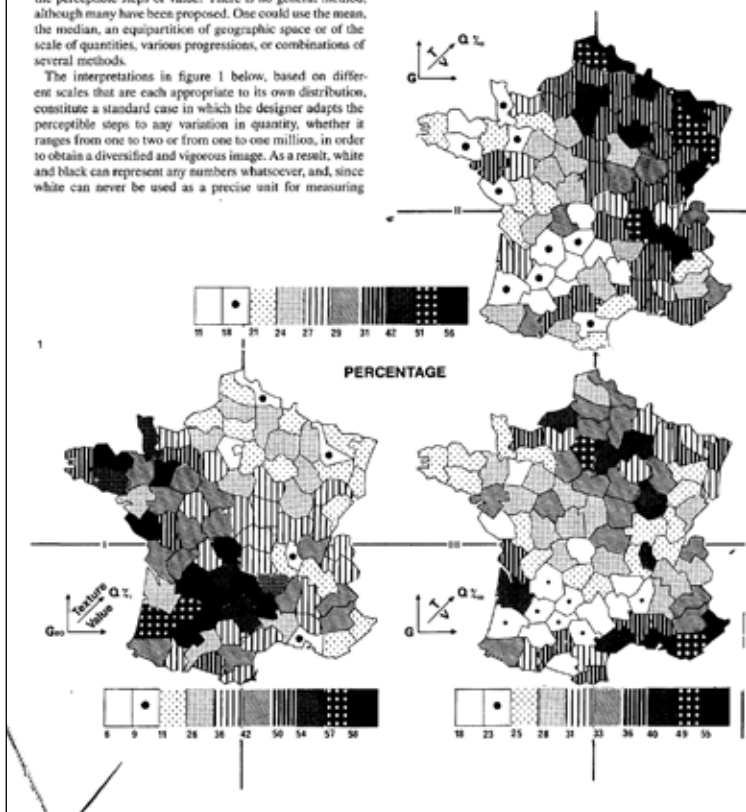 the perceptible steps of value. There is no general method,
although many have been proposed. One could use the mean,
the median, an equipartition of geographic space or of the
scale of quantities, various progressions, or combinations of
several methods.
The interpretations in figure 1 below, based on differ-
ent scales that are each appropriate to its own distribution,
constitute a standard case in which the designer adapts the
perceptible steps to any variation in quantity, whether it
ranges from one to two or from one to one million, in order
to obtain a diversified and vigorous image. As a result, white
and black can represent any numbers whatsoever, and, since
white can never be used as a precise unit for measuring
T
V
Q %
G
II
11 18 21 24 27 29 31 42 51 56
1
PERCENTAGE
I
III
Texture
Value
Q %
Geo
T
V
Q %
G
6 9 11 26 36 42 50 54 57 58
18 23 25 28 31 33 36 40 49 55